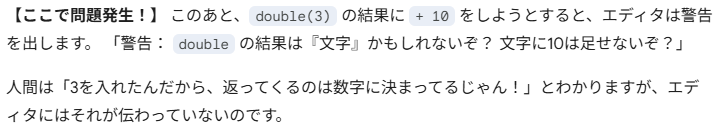 【ここで問題発生！】 このあと、 double(3) の結果に + 10 をしようとすると、エディタは警告
を出します。 「警告： double の結果は『文字』かもしれないぞ？ 文字に10は足せないぞ？」
人間は「3を入れたんだから、返ってくるのは数字に決まってるじゃん！」とわかりますが、エデ
ィタにはそれが伝わっていないのです。